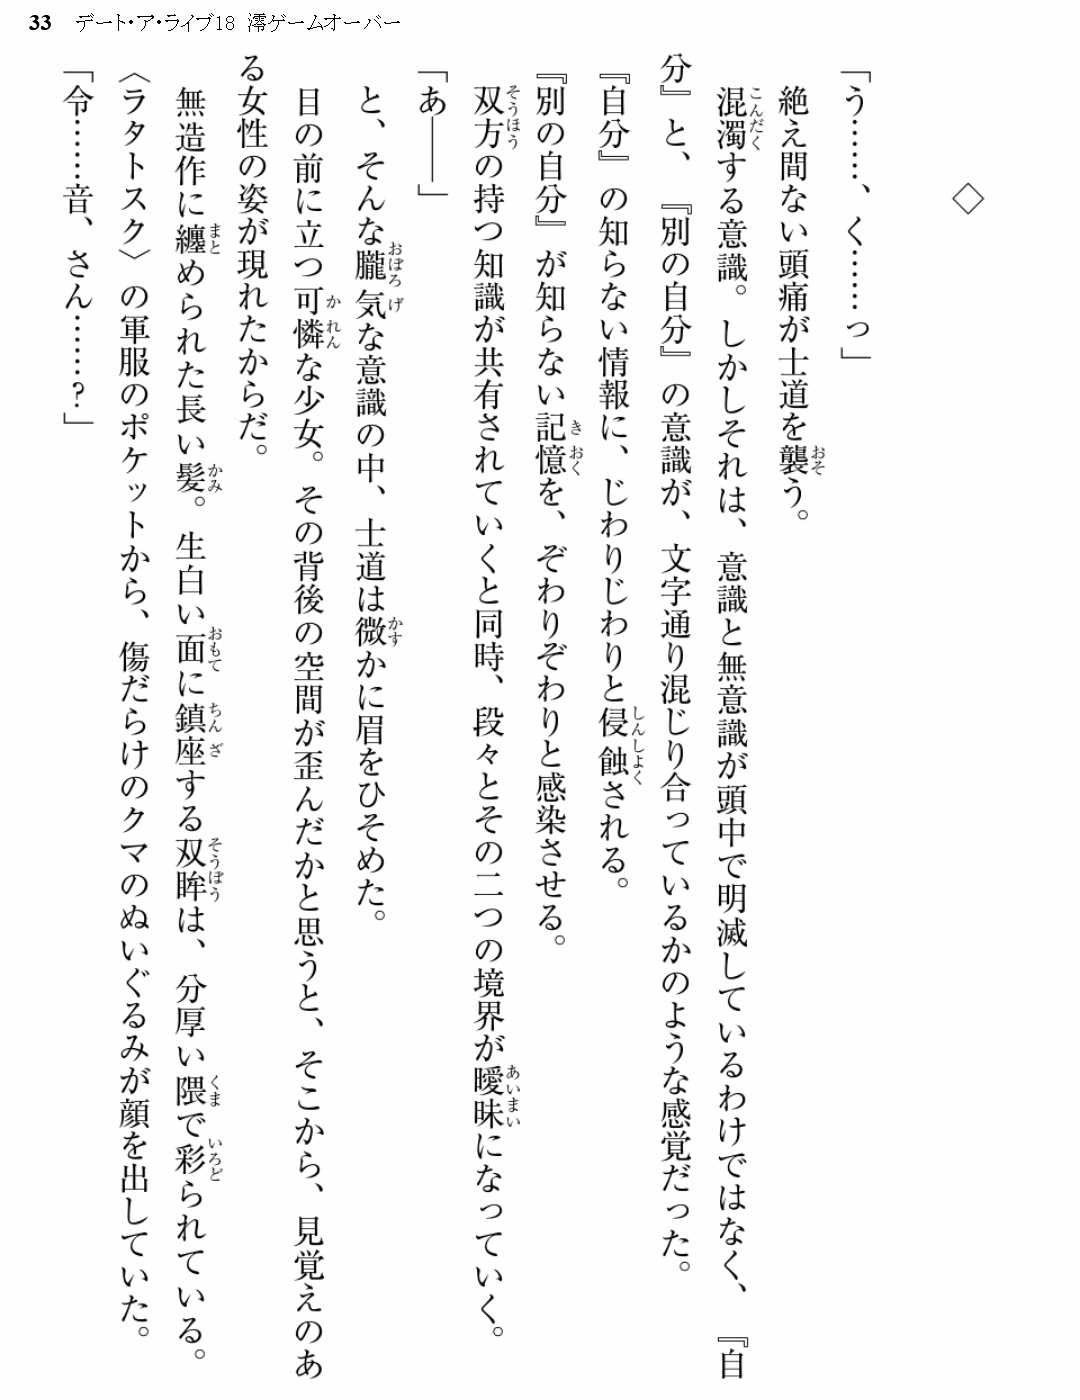 33 デート・ア・ライブ18 澪ゲームオーバー
◇
「う……、く……っ」
絶え間ない頭痛が士道を襲う。
混濁する意識。しかしそれは、意識と無意識が頭中で明滅しているわけではなく、『自
分』と、『別の自分』の意識が、文字通り混じり合っているかのような感覚だった。
『自分』の知らない情報に、じわりじわりと侵蝕される。
『別の自分』が知らない記憶を、ぞわりぞわりと感染させる。
双方の持つ知識が共有されていくと同時、段々とその二つの境界が曖昧になっていく。
「あ——」
と、そんな朧気な意識の中、士道は微かに眉をひそめた。
目の前に立つ可憐な少女。その背後の空間が歪んだかと思うと、そこから、見覚えのあ
る女性の姿が現れたからだ。
無造作に纏められた長い髪。生白い面に鎮座する双眸は、分厚い隈で彩られている。
〈ラタトスク〉の軍服のポケットから、傷だらけのクマのぬいぐるみが顔を出していた。
「令……音、さん……?」